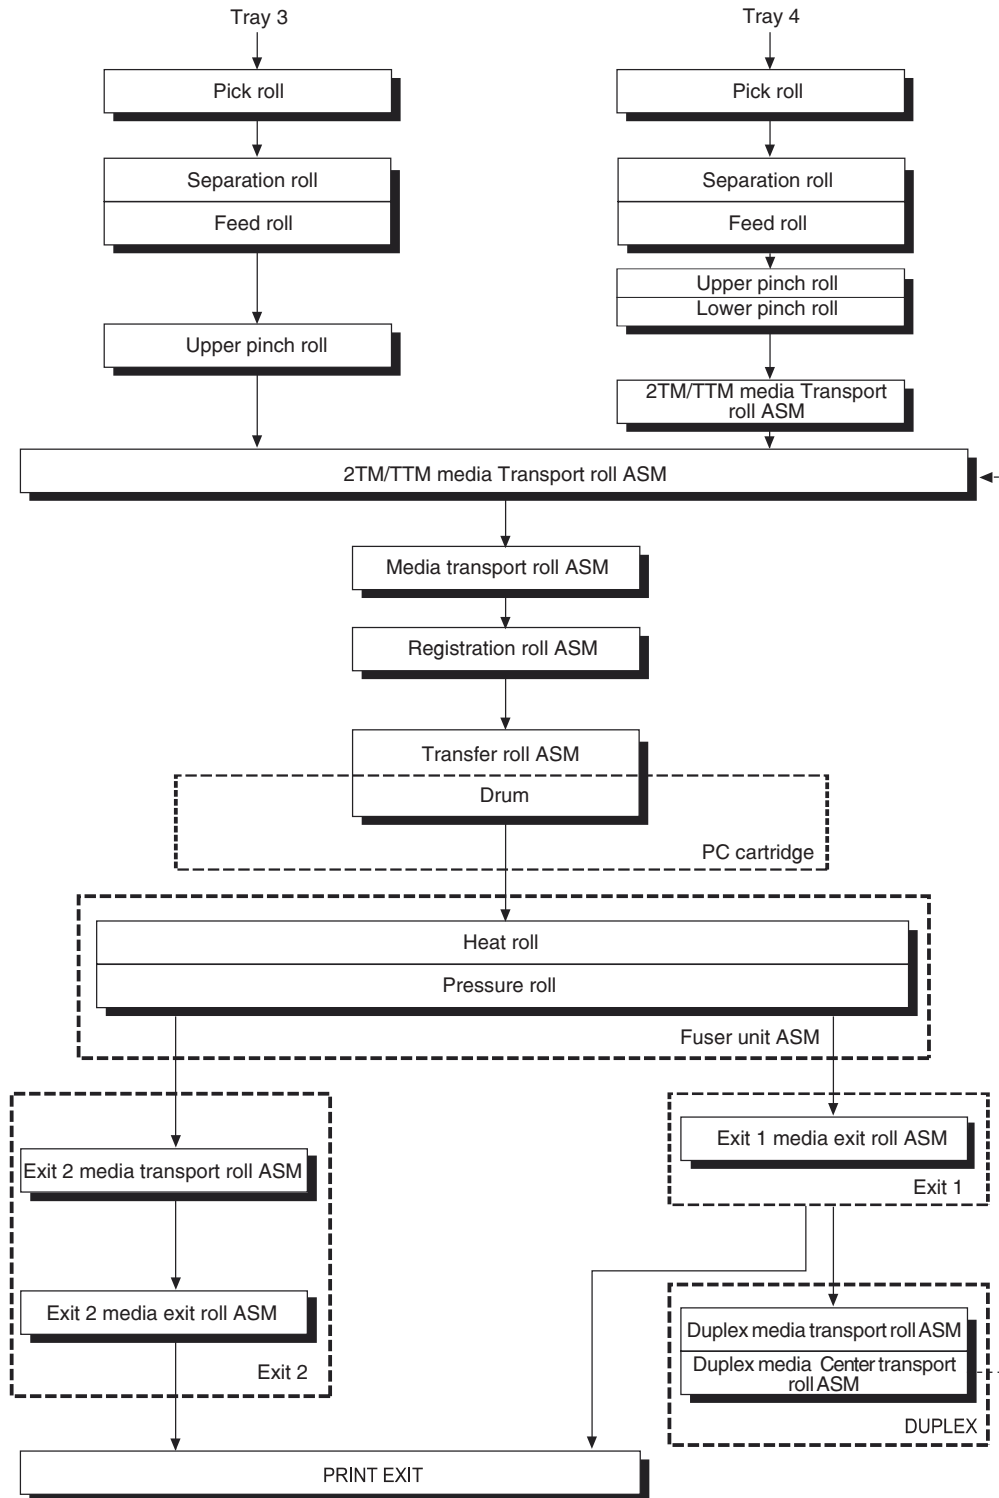 Tray 3
Tray 4
Pick roll
Pick roll
Separation roll
Feed roll
Separation roll
Feed roll
Upper pinch roll
Lower pinch roll
Upper pinch roll
2TM/TTM media Transport
roll ASM
2TM/TTM media Transport roll ASM
Media transport roll ASM
Registration roll ASM
Transfer roll ASM
Drum
PC cartridge
Heat roll
Pressure roll
Fuser unit ASM
Exit 2 media transport roll ASM
Exit 2 media exit roll ASM
Exit 2
Exit 1 media exit roll ASM
Exit 1
Duplex media transport roll ASM
Duplex media Center transport
roll ASM
DUPLEX
PRINT EXIT